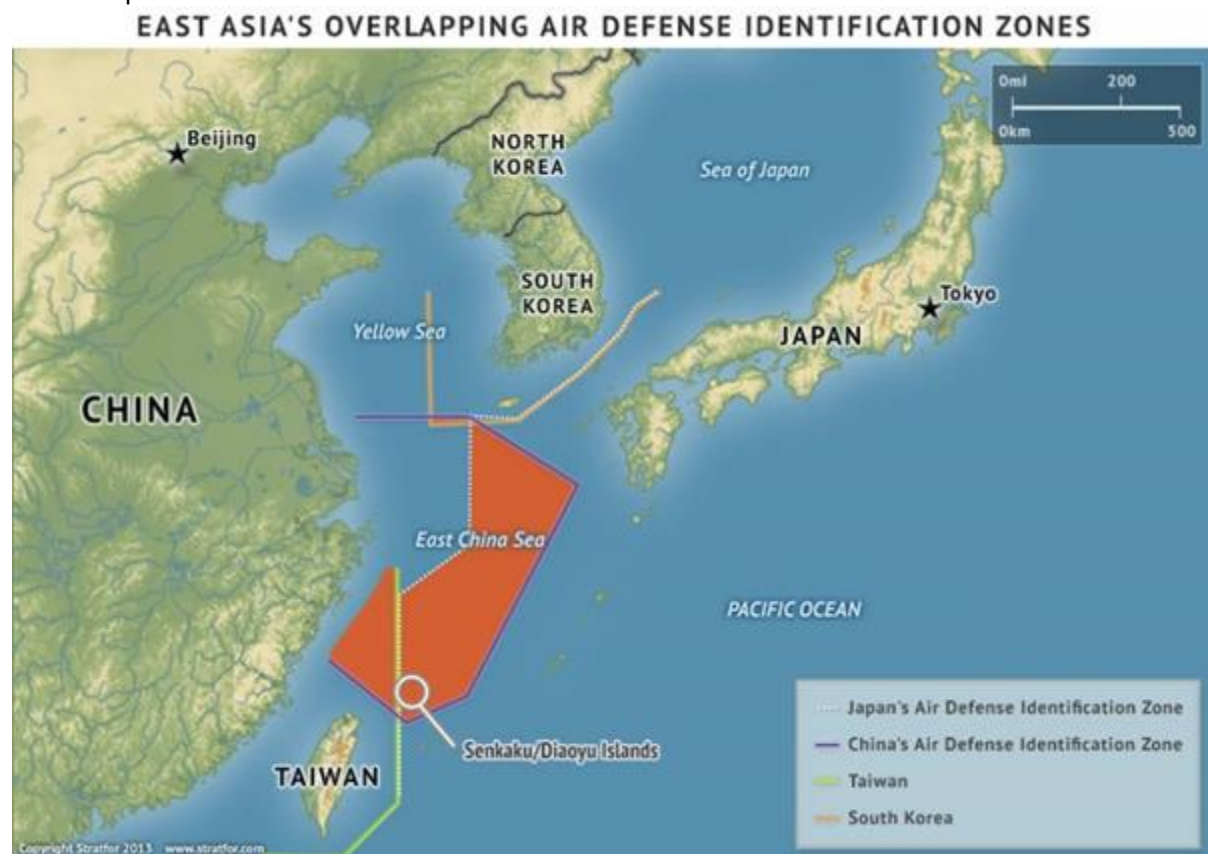 EAST ASIA'S OVERLAPPING AIR DEFENSE IDENTIFICATION ZONES
0mi 200
0km 500
Beijing
NORTH
KOREA
Sea of Japan
SOUTH
KOREA
Tokyo
Yellow Sea
JAPAN
CHINA
East China Sea
PACIFIC OCEAN
Senkaku/Diaoyu Islands
TAIWAN
Japan's Air Defense Identification Zone
China's Air Defense Identification Zone
Taiwan
South Korea
Copyright Stratfor 2013 www.stratfor.com